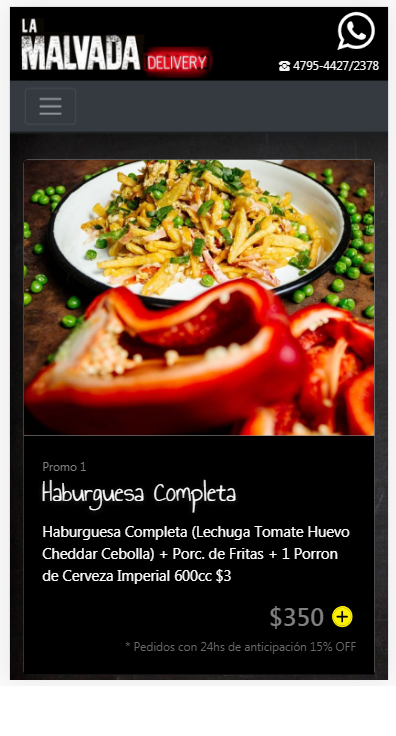 LA
MALVADA DELIVERY
☎ 4795-4427/2378
Promo 1
Haburguesa Completa
Haburguesa Completa (Lechuga Tomate Huevo
Cheddar Cebolla) + Porc. de Fritas + 1 Porron
de Cerveza Imperial 600cc $3
$350 +
* Pedidos con 24hs de anticipación 15% OFF